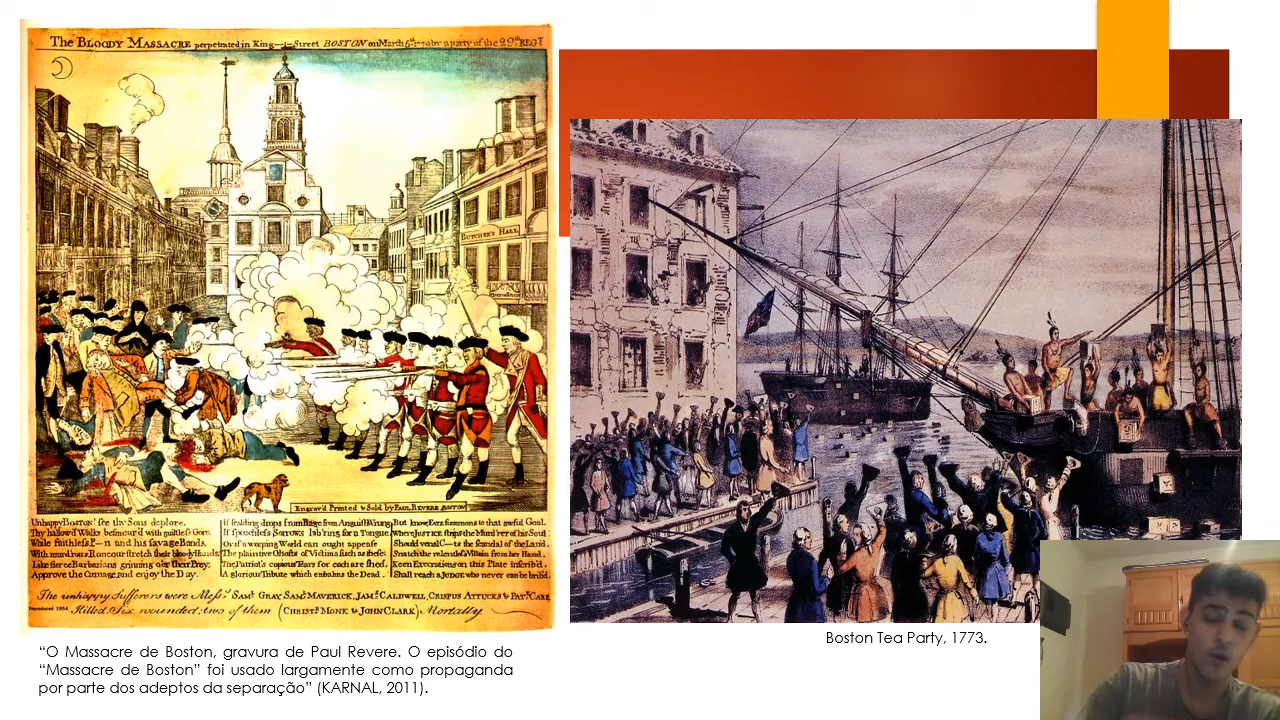 The BLOODY MASSACRE perpetrated in King Street BOSTON on March 5th 1770 by a party of the 29th REGT
BUTCHER'S HALL
Engrav'd Printed & Sold by PAUL REVERE BOSTON
Unhappy BOSTON! see thy Sons deplore,
Thy hallow'd Walks besmear'd with guiltless Gore.
While faithless P—n and his savage Bands,
With murd'rous Rancour stretch their bloody Hands;
Like fierce Barbarians grinning o'er their Prey,
Approve the Carnage and enjoy the Day.
If scalding drops from Rage from Anguish Wrung
If speechless Sorrows lab'ring for a Tongue,
Or if a weeping World can ought appease
The plaintive Ghosts of Victims such as these:
The Patriot's copious Tears for each are shed,
A glorious Tribute which embalms the Dead.
But know FATE summons to that awful Goal,
Where JUSTICE strips the Murd'rer of his Soul:
Should venal C—ts the scandal of the Land,
Snatch the relentless Villain from her Hand,
Keen Execrations on this Plate inscrib'd,
Shall reach a JUDGE who never can be brib'd.
The unhappy Sufferers were Messs. SAML GRAY, SAML MAVERICK, JAMS CALDWELL, CRISPUS ATTUCKS & PATK CARR
Reproduced 1954
Killed. Six wounded; two of them (CHRISTR MONK & JOHN CLARK) Mortally
Boston Tea Party, 1773.
“O Massacre de Boston, gravura de Paul Revere. O episódio do
“Massacre de Boston” foi usado largamente como propaganda
por parte dos adeptos da separação” (KARNAL, 2011).